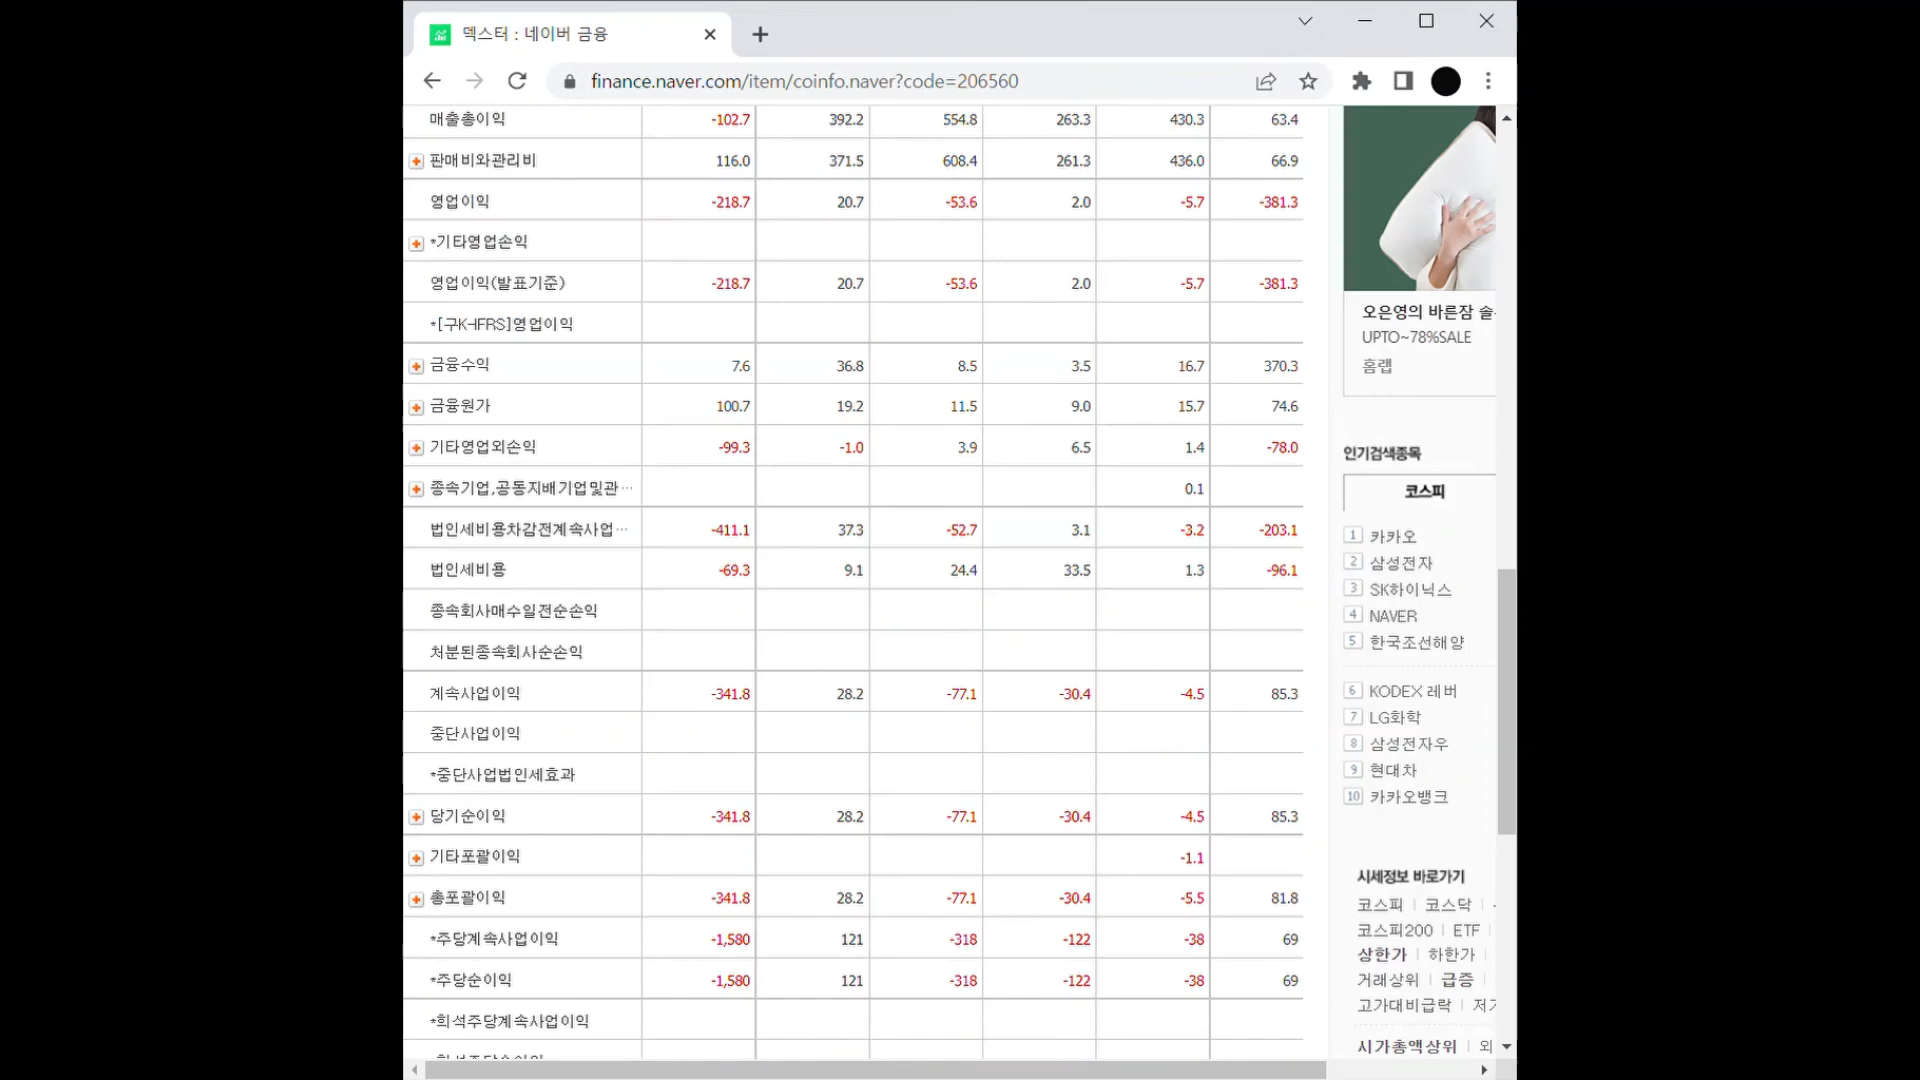 덱스터 : 네이버 금융
finance.naver.com/item/coinfo.naver?code=206560
매출총이익 -102.7 392.2 554.8 263.3 430.3 63.4
판매비와관리비 116.0 371.5 608.4 261.3 436.0 66.9
영업이익 -218.7 20.7 -53.6 2.0 -5.7 -381.3
*기타영업손익
영업이익(발표기준) -218.7 20.7 -53.6 2.0 -5.7 -381.3
*[구K-IFRS]영업이익
금융수익 7.6 36.8 8.5 3.5 16.7 370.3
금융원가 100.7 19.2 11.5 9.0 15.7 74.6
기타영업외손익 -99.3 -1.0 3.9 6.5 1.4 -78.0
종속기업,공동지배기업및관… 0.1
법인세비용차감전계속사업… -411.1 37.3 -52.7 3.1 -3.2 -203.1
법인세비용 -69.3 9.1 24.4 33.5 1.3 -96.1
종속회사매수일전순손익
처분된종속회사순손익
계속사업이익 -341.8 28.2 -77.1 -30.4 -4.5 85.3
중단사업이익
*중단사업법인세효과
당기순이익 -341.8 28.2 -77.1 -30.4 -4.5 85.3
기타포괄이익 -1.1
총포괄이익 -341.8 28.2 -77.1 -30.4 -5.5 81.8
*주당계속사업이익 -1,580 121 -318 -122 -38 69
*주당순이익 -1,580 121 -318 -122 -38 69
*희석주당계속사업이익
오은영의 바른잠 솔
UPTO~78%SALE
홈랩
인기검색종목
코스피
1 카카오
2 삼성전자
3 SK하이닉스
4 NAVER
5 한국조선해양
6 KODEX 레버
7 LG화학
8 삼성전자우
9 현대차
10 카카오뱅크
시세정보 바로가기
코스피 | 코스닥 |
코스피200 | ETF |
상한가 | 하한가 |
거래상위 | 급증 |
고가대비급락 | 저가
시가총액상위 | 외